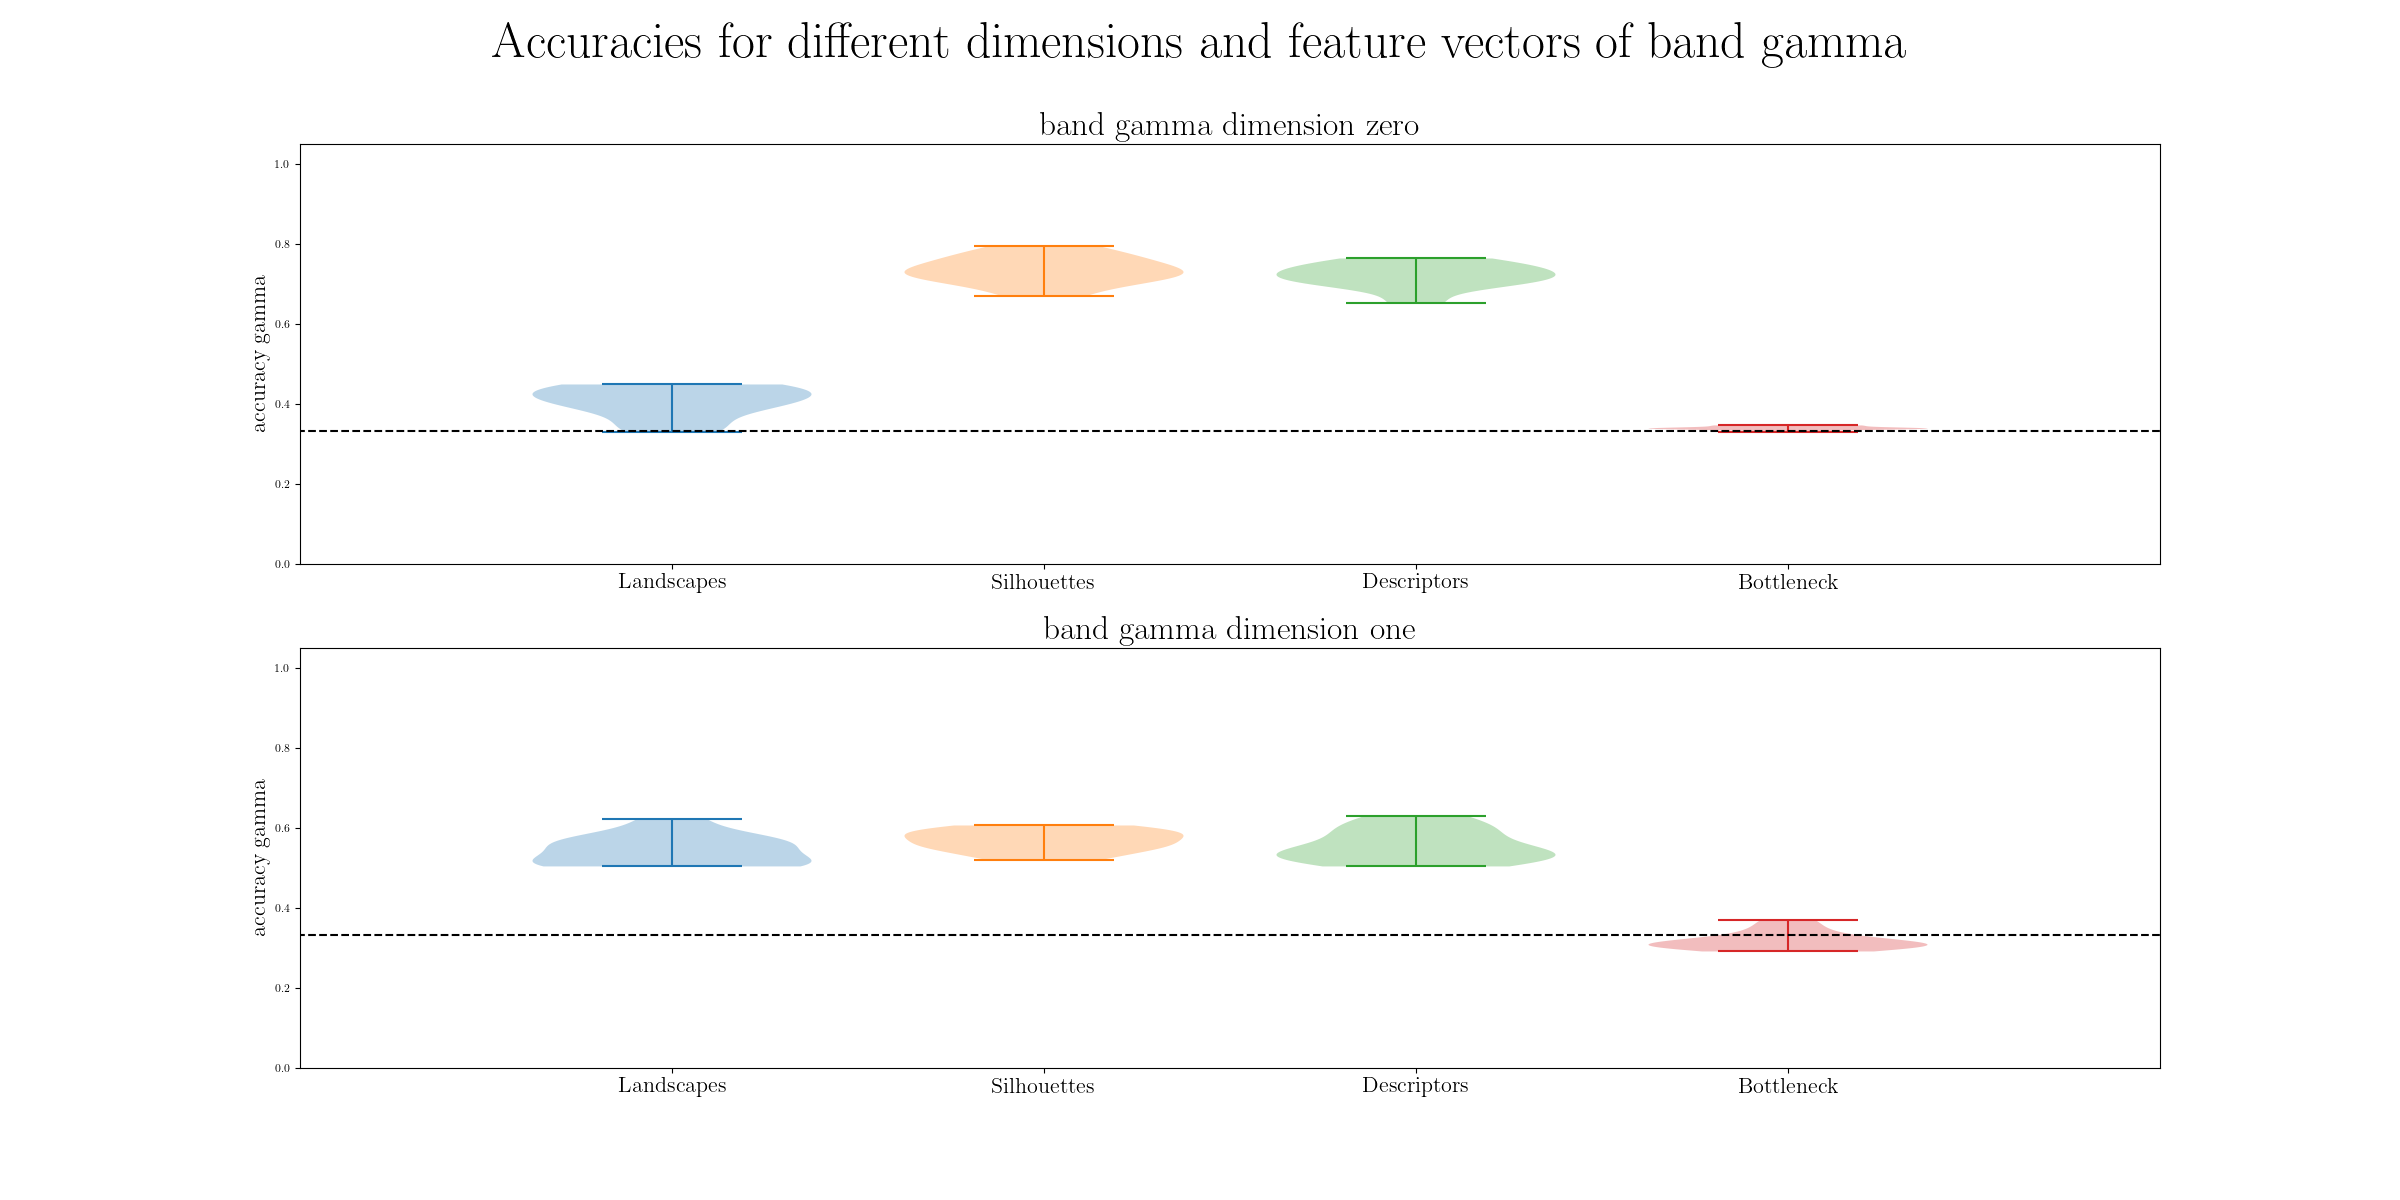 Accuracies for different dimensions and feature vectors of band gamma
band gamma dimension zero
accuracy gamma
1.0
0.8
0.6
0.4
0.2
0.0
Landscapes Silhouettes Descriptors Bottleneck
band gamma dimension one
accuracy gamma
1.0
0.8
0.6
0.4
0.2
0.0
Landscapes Silhouettes Descriptors Bottleneck